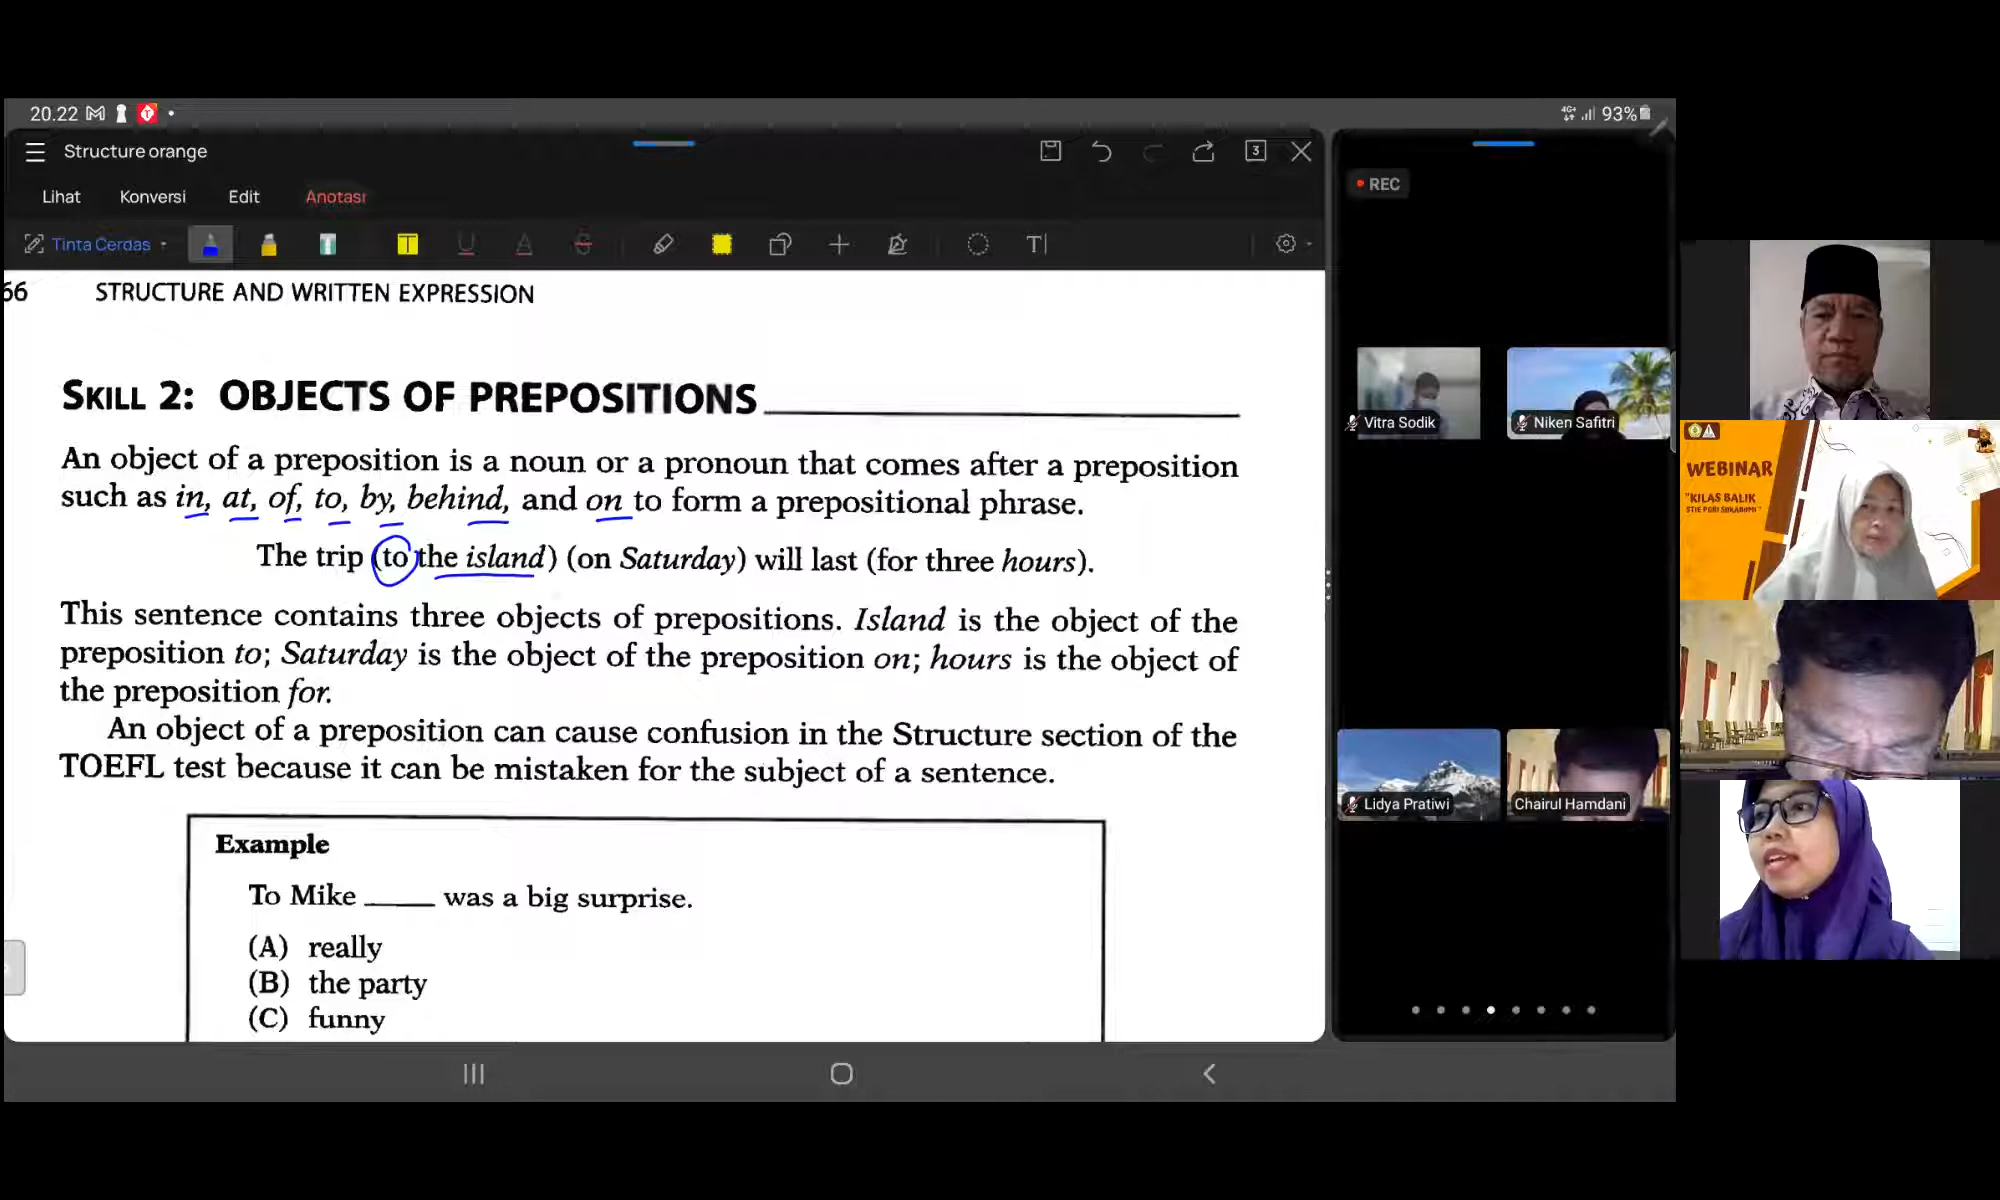 20.22
4G+
93%
Structure orange
3
Lihat
Konversi
Edit
Anotasi
Tinta Cerdas
T
U
A
S
T
REC
66 STRUCTURE AND WRITTEN EXPRESSION
SKILL 2: OBJECTS OF PREPOSITIONS
An object of a preposition is a noun or a pronoun that comes after a preposition
such as in, at, of, to, by, behind, and on to form a prepositional phrase.
The trip (to the island) (on Saturday) will last (for three hours).
This sentence contains three objects of prepositions. Island is the object of the
preposition to; Saturday is the object of the preposition on; hours is the object of
the preposition for.
An object of a preposition can cause confusion in the Structure section of the
TOEFL test because it can be mistaken for the subject of a sentence.
Example
To Mike ____ was a big surprise.
(A) really
(B) the party
(C) funny
Vitra Sodik
Niken Safitri
Lidya Pratiwi
Chairul Hamdani
WEBINAR
"KILAS BALIK
STIE PGRI SUKABUMI"